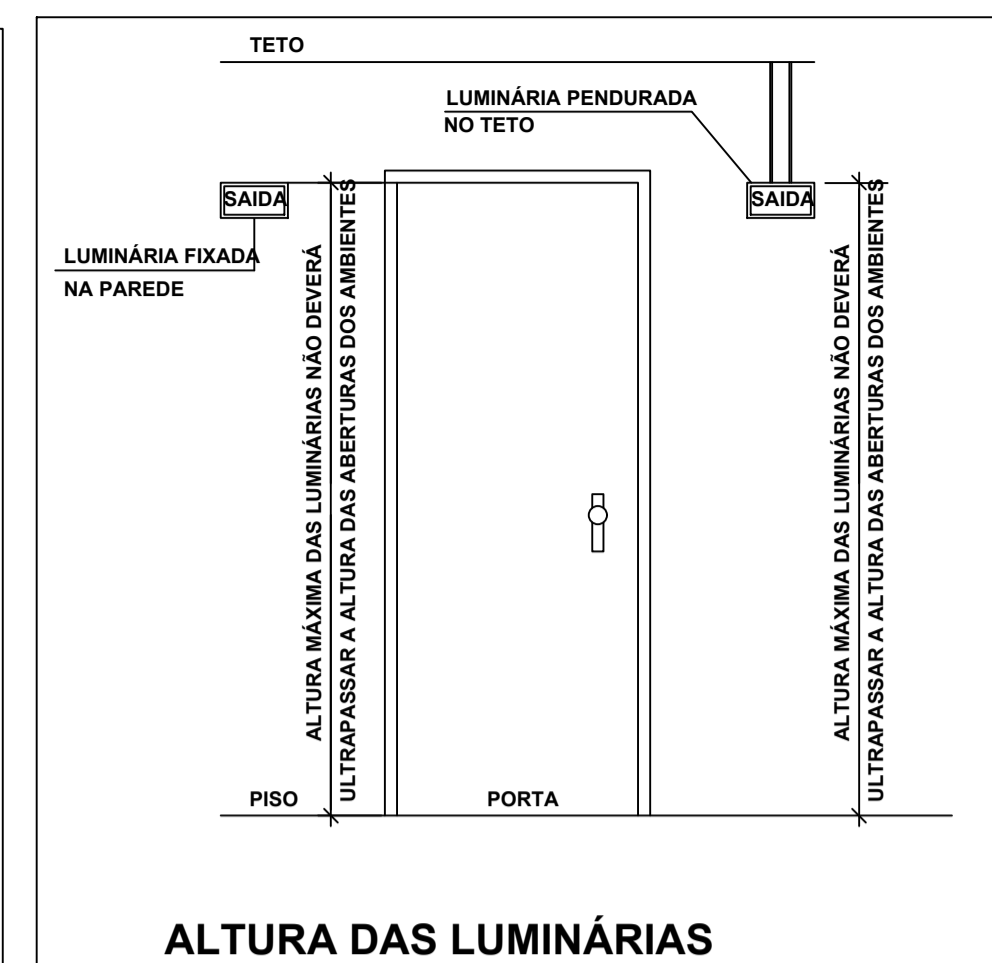 TETO
LUMINÁRIA PENDURADA
NO TETO
SAIDA
SAIDA
LUMINÁRIA FIXADA
NA PAREDE
ALTURA MÁXIMA DAS LUMINÁRIAS NÃO DEVERÁ
ULTRAPASSAR A ALTURA DAS ABERTURAS DOS AMBIENTES
ALTURA MÁXIMA DAS LUMINÁRIAS NÃO DEVERÁ
ULTRAPASSAR A ALTURA DAS ABERTURAS DOS AMBIENTES
PISO
PORTA
ALTURA DAS LUMINÁRIAS